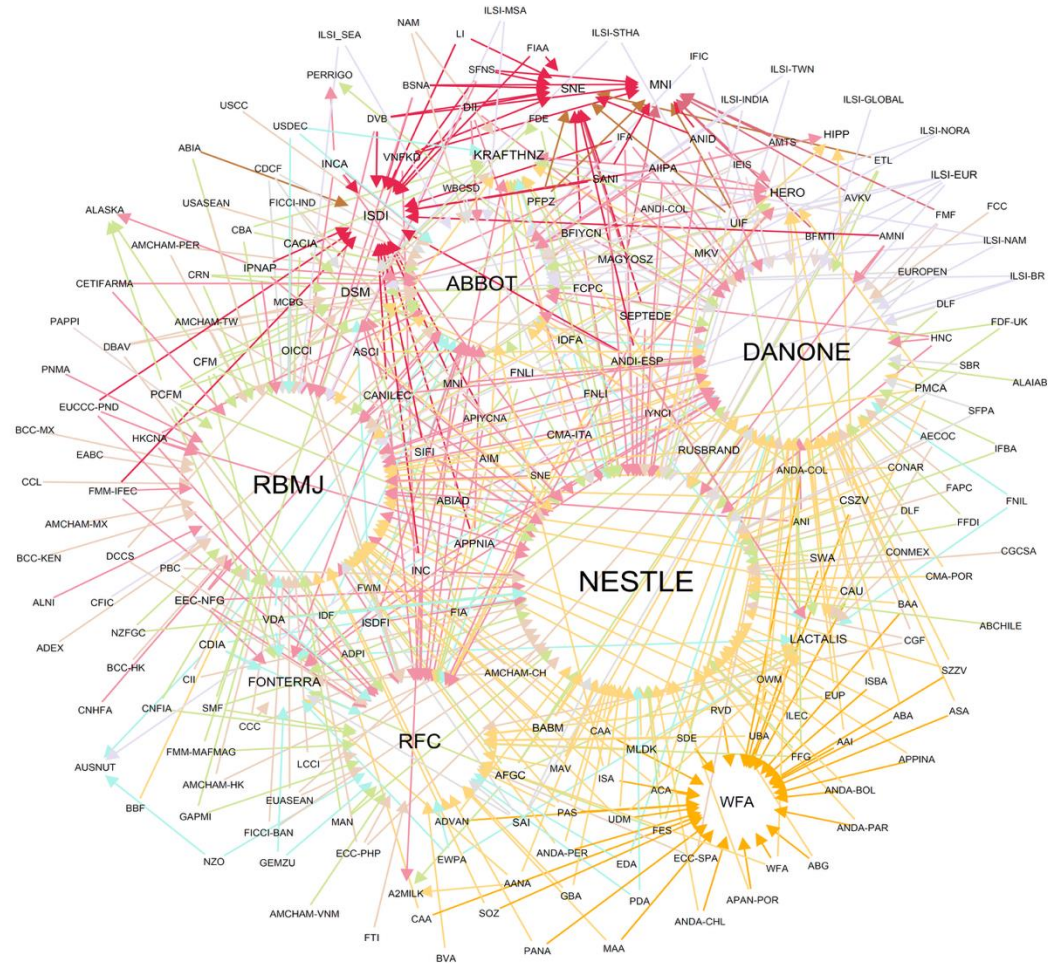 ILSI-MSA
NAM
LI
ILSI_SEA
FIAA
ILSI-STHA
IFIC
SFNS
PERRIGO
BSNA
SNE
MNI
ILSI-TWN
USCC
DII
ILSI-INDIA
ILSI-GLOBAL
DVB
FDE
USDEC
IFA
ANID
AMTS
HIPP
ILSI-NORA
ABIA
INCA
VNFKD
KRAFTHNZ
AIIPA
IEIS
ETL
CDCF
WBCSD
SANI
ILSI-EUR
HERO
USASEAN
FICCI-IND
ISDI
PFPZ
ANDI-COL
AVKV
FCC
ALASKA
FMF
CBA
UIF
AMNI
AMCHAM-PER
CACIA
BFIYCN
BFMTI
ILSI-NAM
MAGYOSZ
MKV
CRN
IPNAP
EUROPEN
CETIFARMA
DSM
ABBOT
FCPC
ILSI-BR
MCBG
DLF
PAPPI
AMCHAM-TW
SEPTEDE
FDF-UK
DBAV
OICCI
ASCI
IDFA
HNC
DANONE
PNMA
CFM
ANDI-ESP
SBR
ALAIAB
MNI
FNLI
PCFM
CANILEC
FNLI
PMCA
EUCCC-PND
APIYCNA
IYNCI
SFPA
BCC-MX
HKCNA
CMA-ITA
AECOC
EABC
SIFI
AIM
RUSBRAND
IFBA
CCL
RBMJ
SNE
ANDA-COL
CONAR
FMM-IFEC
ABIAD
CSZV
FAPC
FNIL
AMCHAM-MX
DLF
ANI
FFDI
DCCS
APPNIA
BCC-KEN
CONMEX
CGCSA
PBC
INC
NESTLE
SWA
CMA-POR
ALNI
CFIC
EEC-NFG
FWM
CAU
BAA
ADEX
NZFGC
VDA
IDF
ISDFI
FIA
ABCHILE
CDIA
LACTALIS
CGF
BCC-HK
ADPI
AMCHAM-CH
CII
FONTERRA
OWM
ISBA
SZZV
CNHFA
CNFIA
SMF
RVD
EUP
CCC
RFC
BABM
CAA
ILEC
ABA
ASA
SDE
UBA
FMM-MAFMAG
MLDK
FFG
AAI
APPINA
AUSNUT
LCCI
MAV
AFGC
AMCHAM-HK
ISA
ACA
ANDA-BOL
EUASEAN
WFA
BBF
GAPMI
MAN
ADVAN
SAI
PAS
UDM
FES
ANDA-PAR
FICCI-BAN
NZO
GEMZU
ECC-PHP
EWPA
ANDA-PER
EDA
ECC-SPA
WFA
ABG
AANA
A2MILK
GBA
PDA
APAN-POR
AMCHAM-VNM
CAA
SOZ
ANDA-CHL
FTI
PANA
MAA
BVA